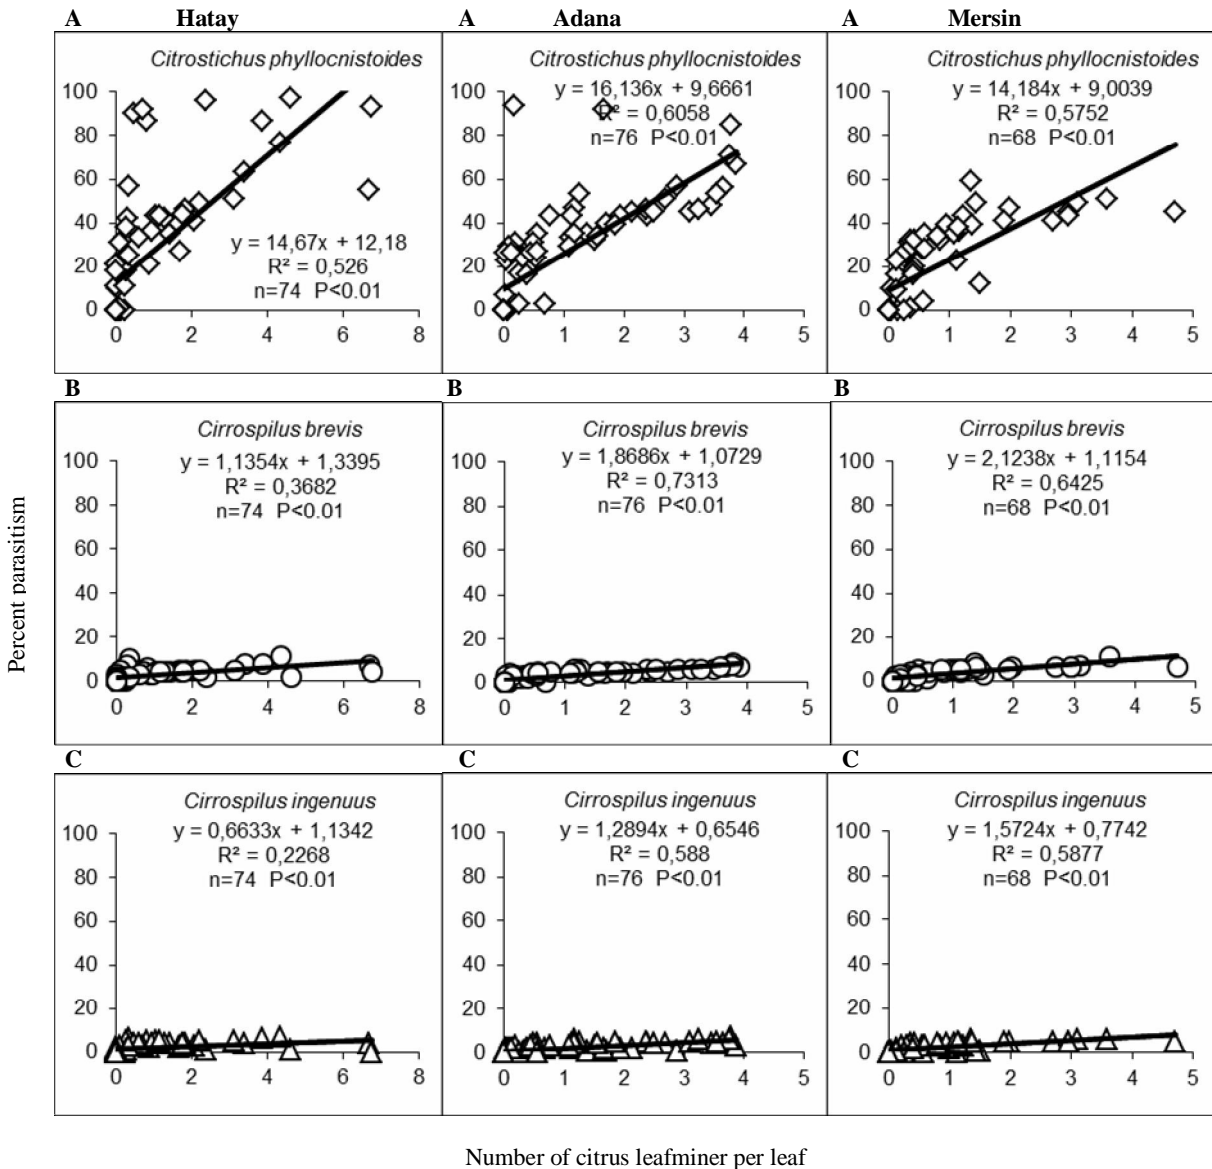 A Hatay A Adana A Mersin
Citrostichus phyllocnistoides
100
80
60
40
20
0
y = 14,67x + 12,18
R² = 0,526
n=74 P<0.01
0 2 4 6 8
Citrostichus phyllocnistoides
y = 16,136x + 9,6661
R² = 0,6058
n=76 P<0.01
100
80
60
40
20
0
0 1 2 3 4 5
Citrostichus phyllocnistoides
y = 14,184x + 9,0039
R² = 0,5752
n=68 P<0.01
100
80
60
40
20
0
0 1 2 3 4 5
B B B
Cirrospilus brevis
y = 1,1354x + 1,3395
R² = 0,3682
n=74 P<0.01
100
80
60
40
20
0
0 2 4 6 8
Cirrospilus brevis
y = 1,8686x + 1,0729
R² = 0,7313
n=76 P<0.01
100
80
60
40
20
0
0 1 2 3 4 5
Cirrospilus brevis
y = 2,1238x + 1,1154
R² = 0,6425
n=68 P<0.01
100
80
60
40
20
0
0 1 2 3 4 5
C C C
Cirrospilus ingenuus
y = 0,6633x + 1,1342
R² = 0,2268
n=74 P<0.01
100
80
60
40
20
0
0 2 4 6 8
Cirrospilus ingenuus
y = 1,2894x + 0,6546
R² = 0,588
n=76 P<0.01
100
80
60
40
20
0
0 1 2 3 4 5
Cirrospilus ingenuus
y = 1,5724x + 0,7742
R² = 0,5877
n=68 P<0.01
100
80
60
40
20
0
0 1 2 3 4 5
Percent parasitism
Number of citrus leafminer per leaf